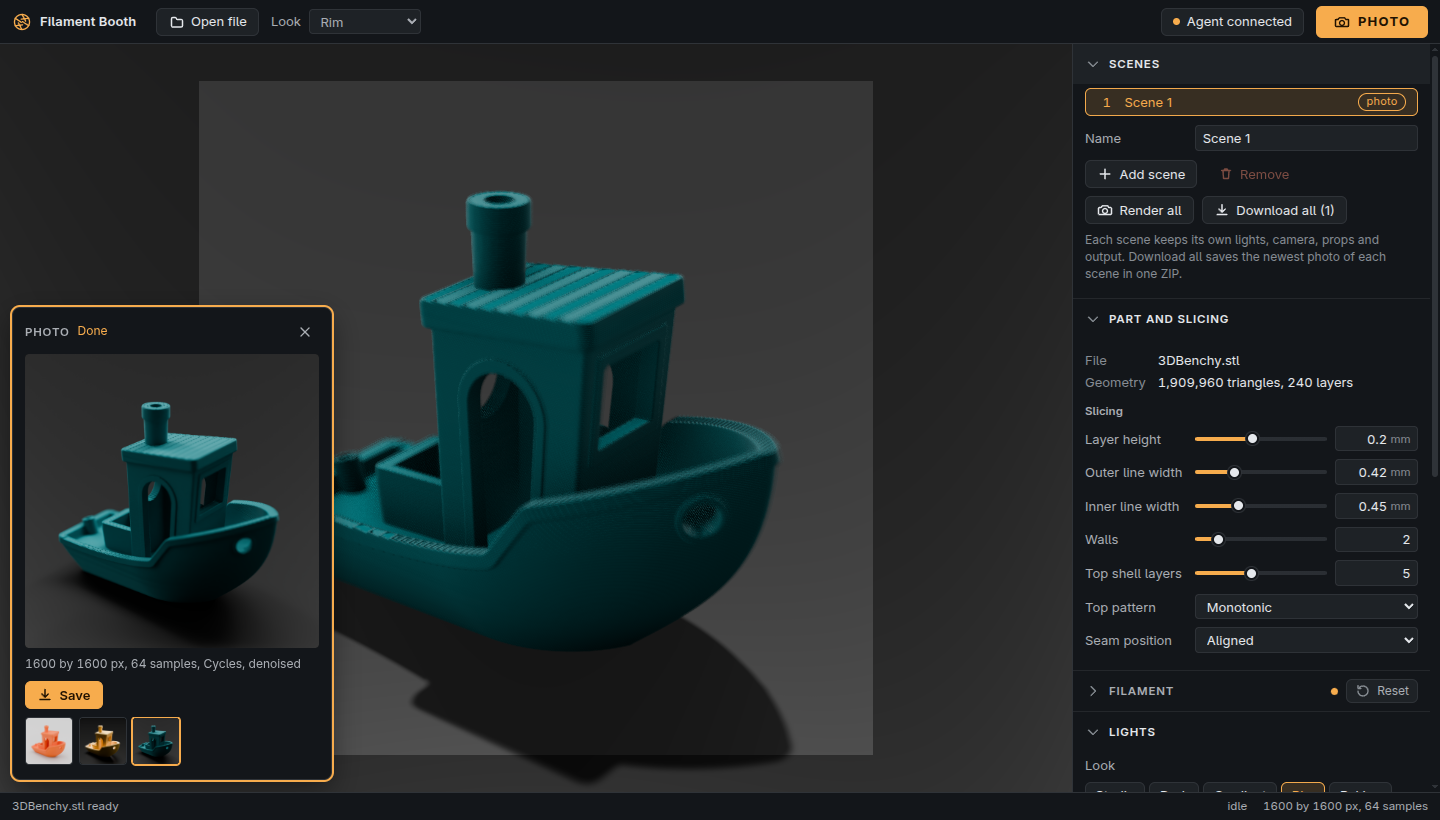 Filament Booth
Open file
Look
Rim
Agent connected
PHOTO
SCENES
1 Scene 1 photo
Name Scene 1
Add scene
Remove
Render all
Download all (1)
Each scene keeps its own lights, camera, props and
output. Download all saves the newest photo of each
scene in one ZIP.
PART AND SLICING
File 3DBenchy.stl
Geometry 1,909,960 triangles, 240 layers
Slicing
Layer height 0.2 mm
Outer line width 0.42 mm
Inner line width 0.45 mm
Walls 2
Top shell layers 5
Top pattern Monotonic
Seam position Aligned
FILAMENT Reset
LIGHTS
Look
PHOTO Done
1600 by 1600 px, 64 samples, Cycles, denoised
Save
3DBenchy.stl ready
idle 1600 by 1600 px, 64 samples